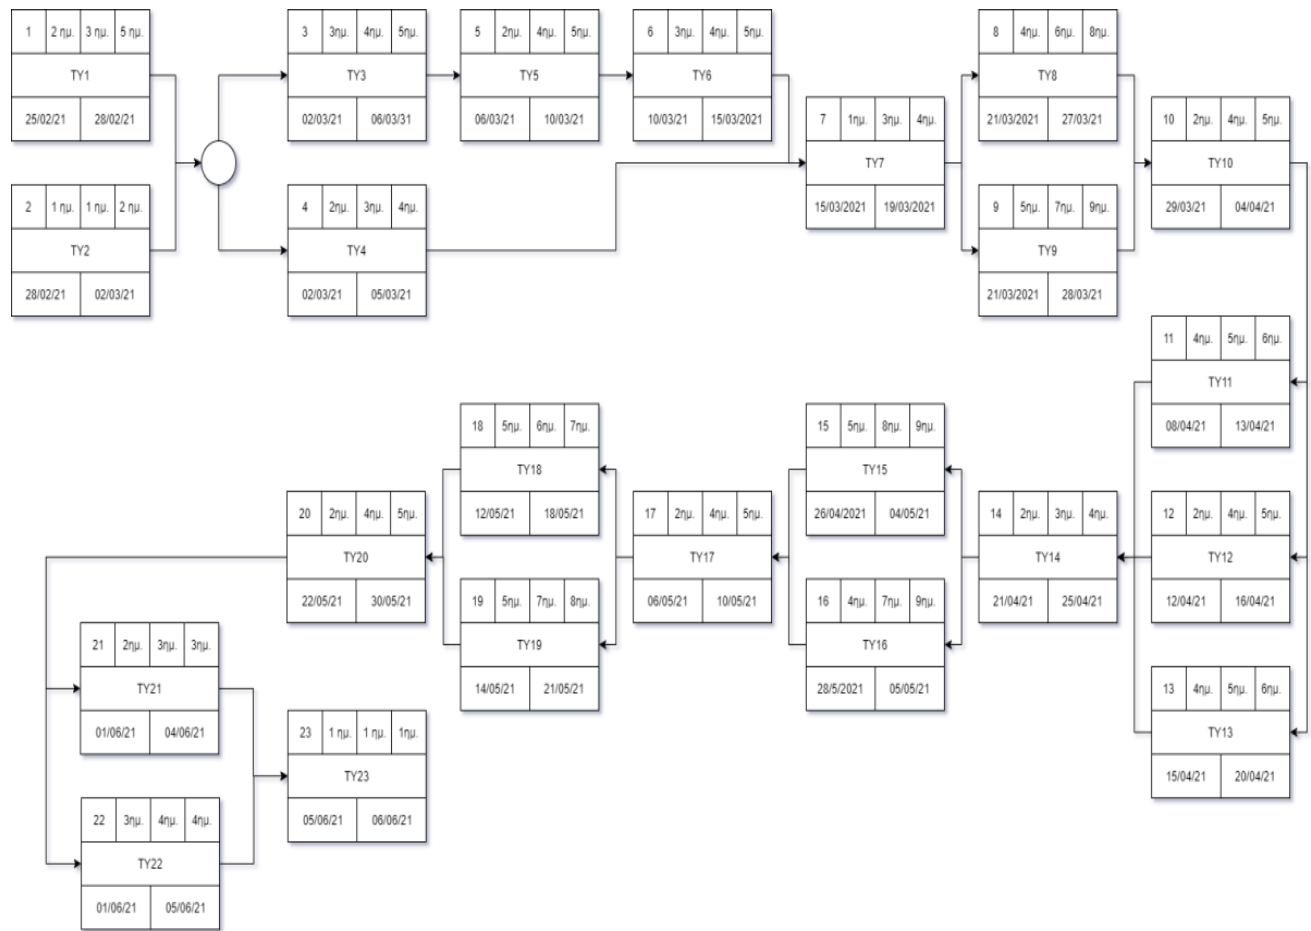 1 2 ημ. 3 ημ. 5 ημ.
TY1
25/02/21 28/02/21
2 1 ημ. 1 ημ. 2 ημ.
TY2
28/02/21 02/03/21
3 3ημ. 4ημ. 5ημ.
TY3
02/03/21 06/03/31
4 2ημ. 3ημ. 4ημ.
TY4
02/03/21 05/03/21
5 2ημ. 4ημ. 5ημ.
TY5
06/03/21 10/03/21
6 3ημ. 4ημ. 5ημ.
TY6
10/03/21 15/03/2021
7 1ημ. 3ημ. 4ημ.
TY7
15/03/2021 19/03/2021
8 4ημ. 6ημ. 8ημ.
TY8
21/03/2021 27/03/21
9 5ημ. 7ημ. 9ημ.
TY9
21/03/2021 28/03/21
10 2ημ. 4ημ. 5ημ.
TY10
29/03/21 04/04/21
11 4ημ. 5ημ. 6ημ.
TY11
08/04/21 13/04/21
12 2ημ. 4ημ. 5ημ.
TY12
12/04/21 16/04/21
13 4ημ. 5ημ. 6ημ.
TY13
15/04/21 20/04/21
14 2ημ. 3ημ. 4ημ.
TY14
21/04/21 25/04/21
15 5ημ. 8ημ. 9ημ.
TY15
26/04/2021 04/05/21
16 4ημ. 7ημ. 9ημ.
TY16
28/5/2021 05/05/21
17 2ημ. 4ημ. 5ημ.
TY17
06/05/21 10/05/21
18 5ημ. 6ημ. 7ημ.
TY18
12/05/21 18/05/21
19 5ημ. 7ημ. 8ημ.
TY19
14/05/21 21/05/21
20 2ημ. 4ημ. 5ημ.
TY20
22/05/21 30/05/21
21 2ημ. 3ημ. 3ημ.
TY21
01/06/21 04/06/21
22 3ημ. 4ημ. 4ημ.
TY22
01/06/21 05/06/21
23 1 ημ. 1 ημ. 1ημ.
TY23
05/06/21 06/06/21